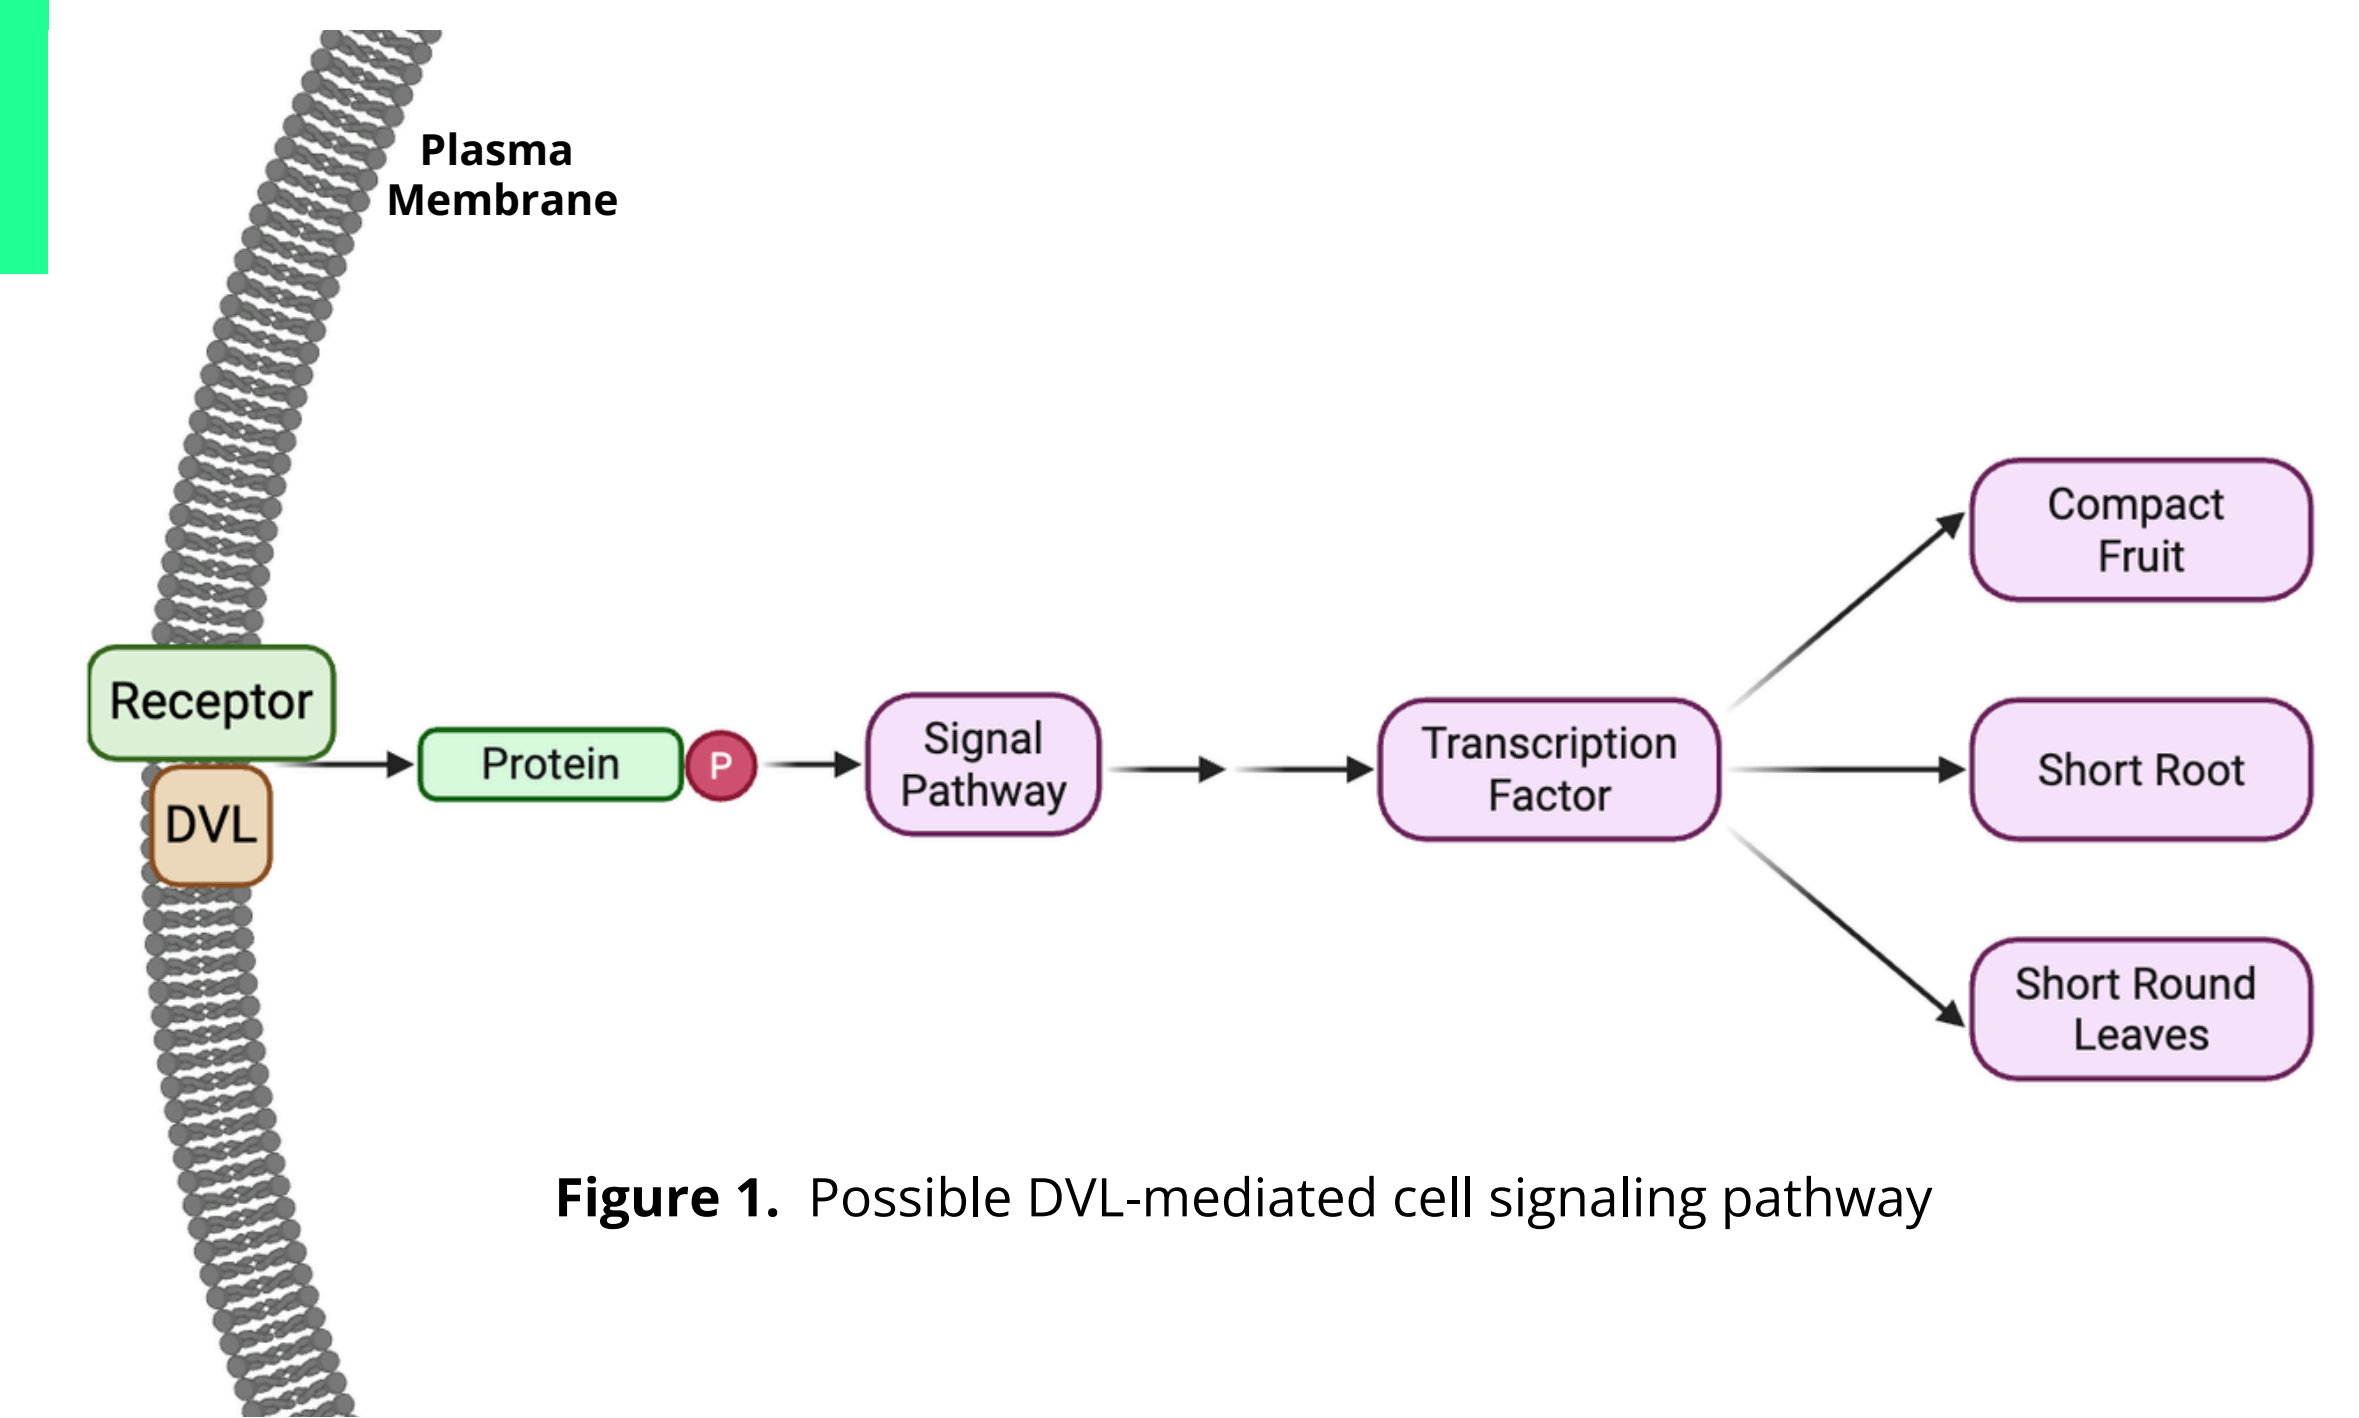 Plasma
Membrane
Receptor
DVL
Protein
P
Signal
Pathway
Transcription
Factor
Compact
Fruit
Short Root
Short Round
Leaves
Figure 1. Possible DVL-mediated cell signaling pathway